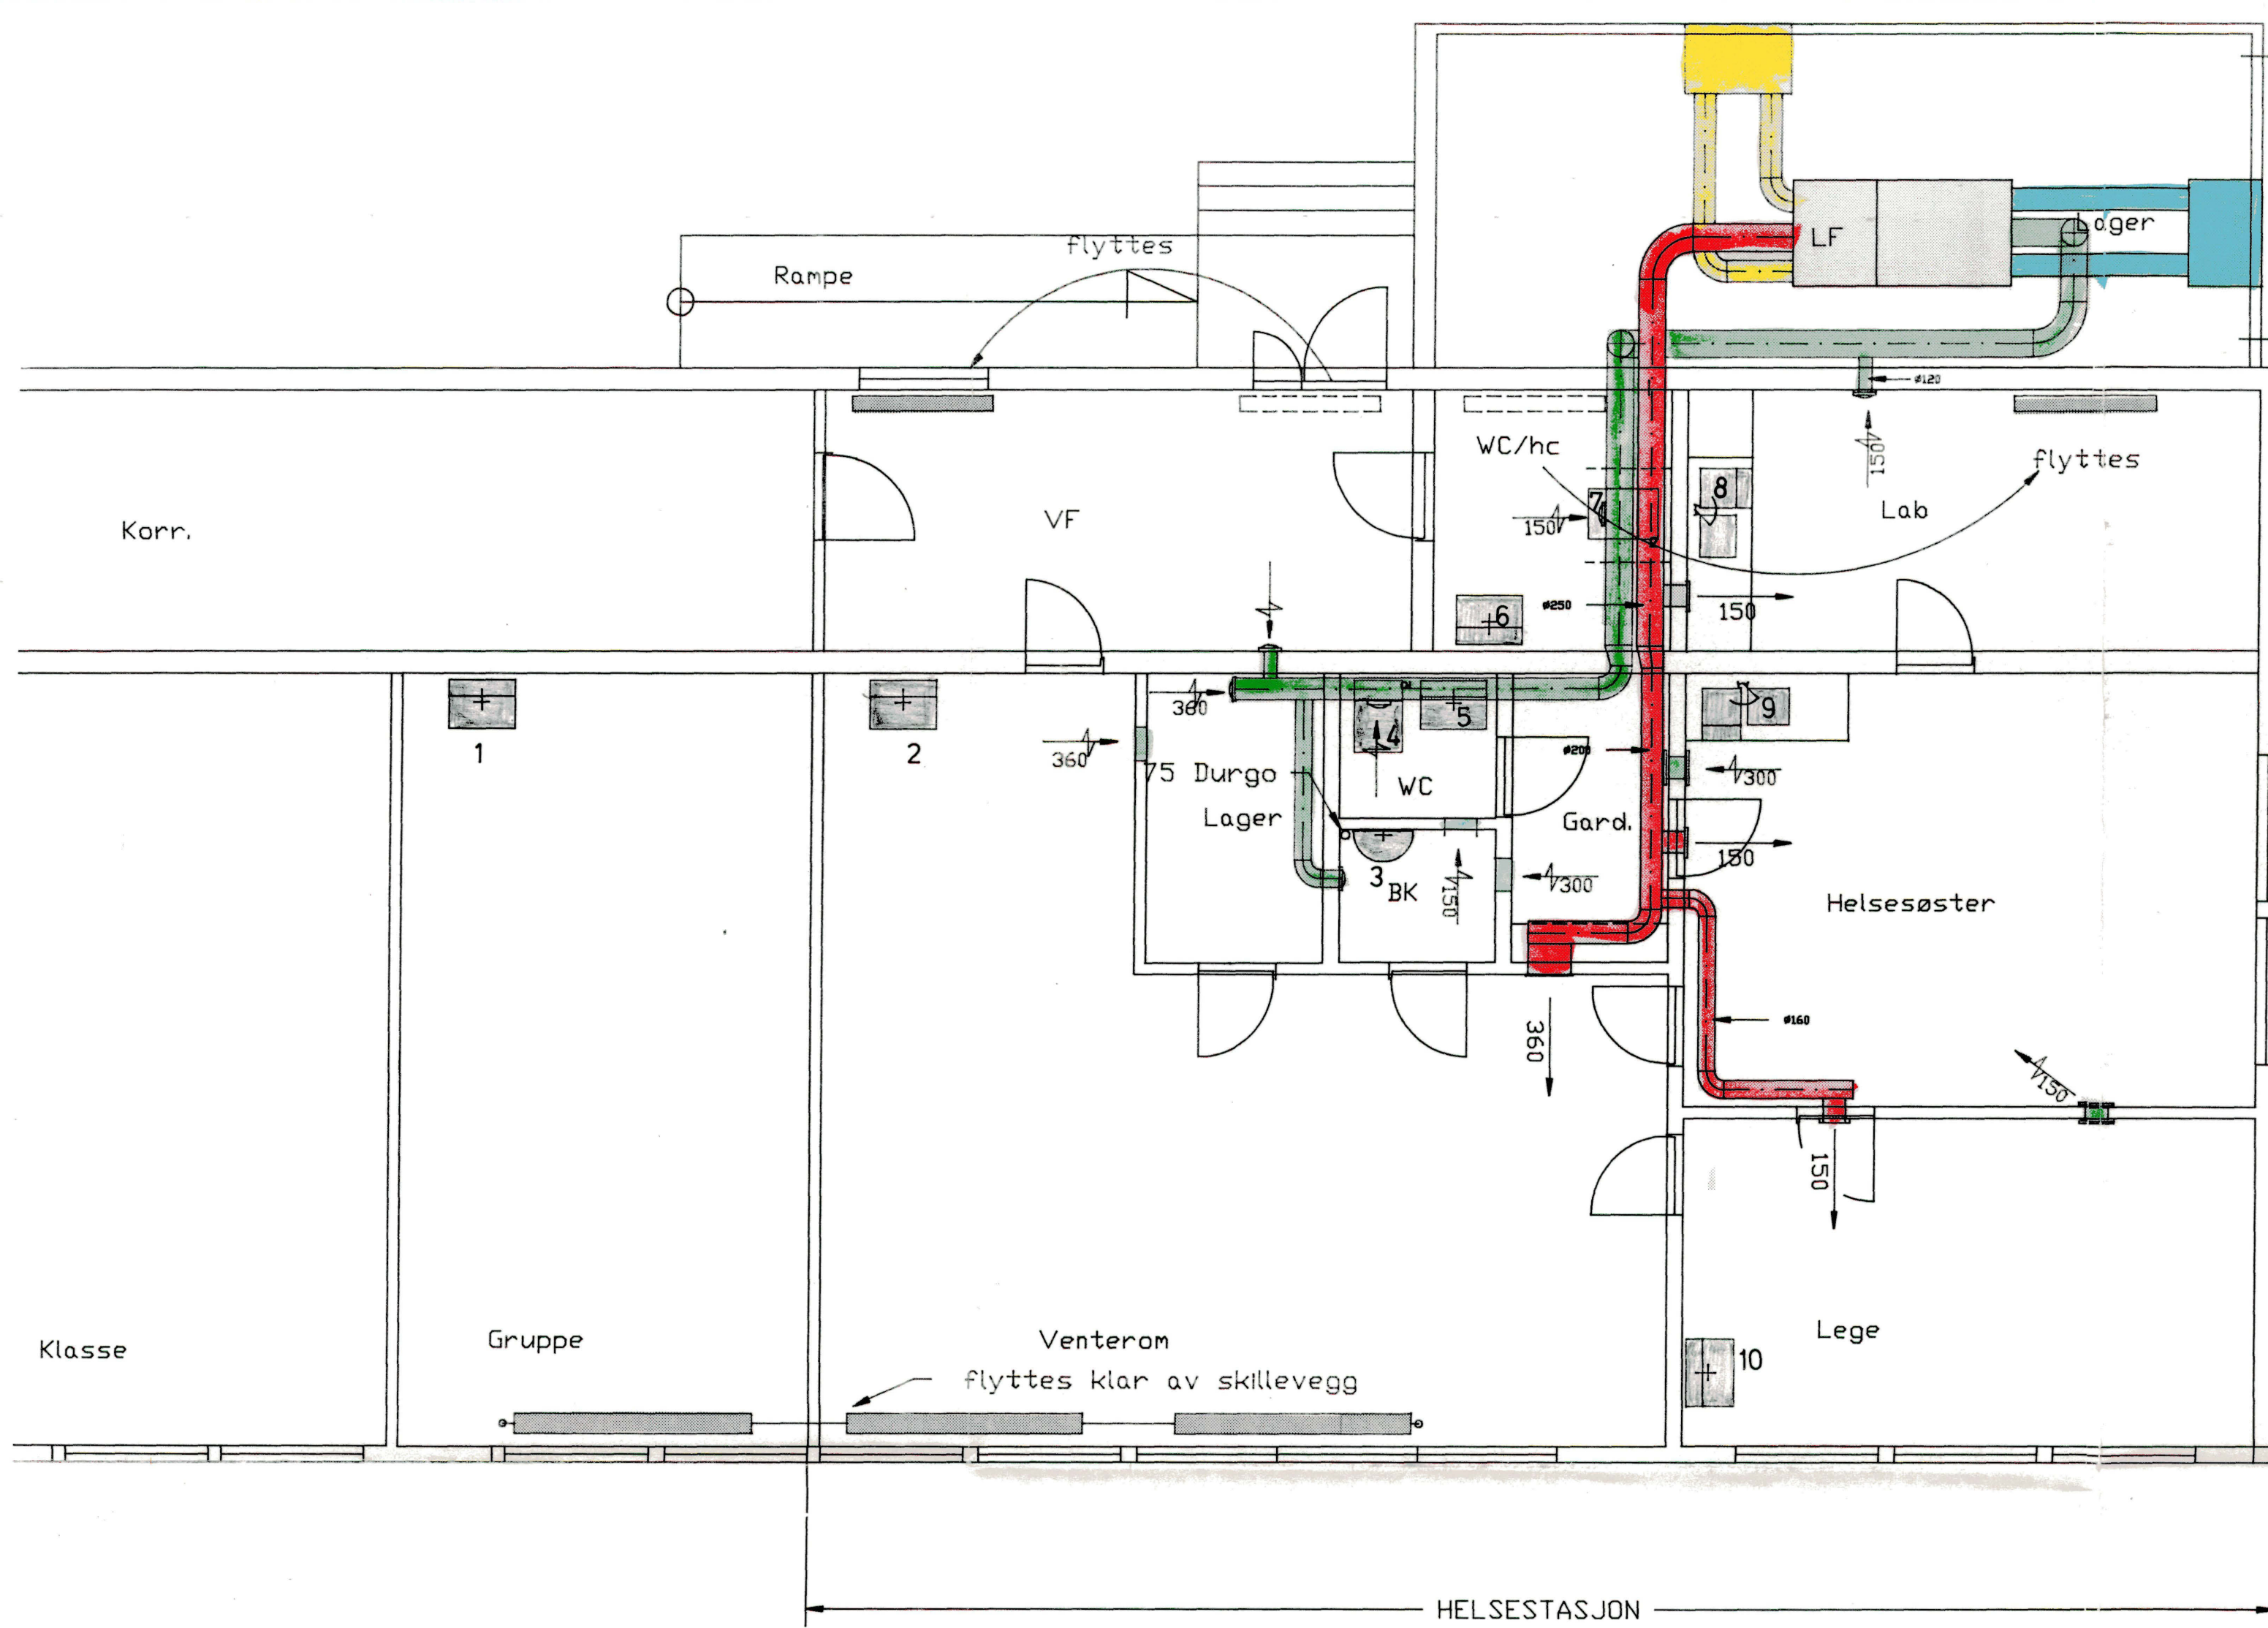 flyttes
Rampe
LF
Lager
ø120
WC/hc
150
flyttes
Korr.
VF
7
150
8
Lab
6
ø250
150
1
2
360
360
75 Durgo
Lager
4
5
WC
ø200
Gard.
9
300
150
3
BK
150
300
Helsesøster
360
ø160
150
150
Klasse
Gruppe
Venterom
flyttes klar av skillevegg
Lege
10
HELSESTASJON